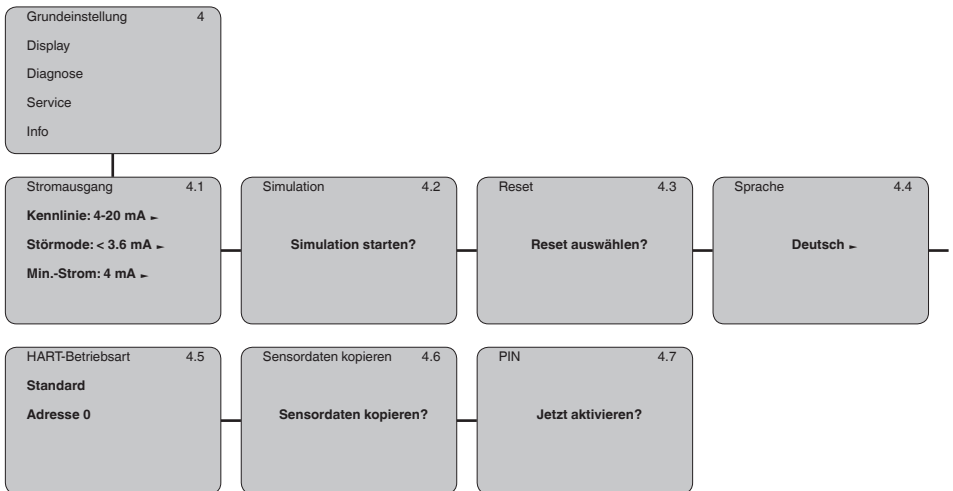 Grundeinstellung 4
Display
Diagnose
Service
Info
Stromausgang 4.1
Kennlinie: 4-20 mA ►
Störmode: < 3.6 mA ►
Min.-Strom: 4 mA ►
Simulation 4.2
Simulation starten?
Reset 4.3
Reset auswählen?
Sprache 4.4
Deutsch ►
HART-Betriebsart 4.5
Standard
Adresse 0
Sensordaten kopieren 4.6
Sensordaten kopieren?
PIN 4.7
Jetzt aktivieren?